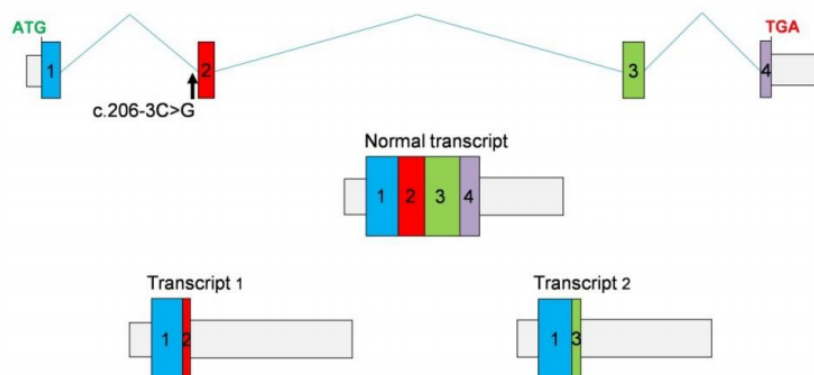 ATG TGA
1 2 3 4
c.206-3C>G
Normal transcript
1 2 3 4
Transcript 1 Transcript 2
1 2 1 3